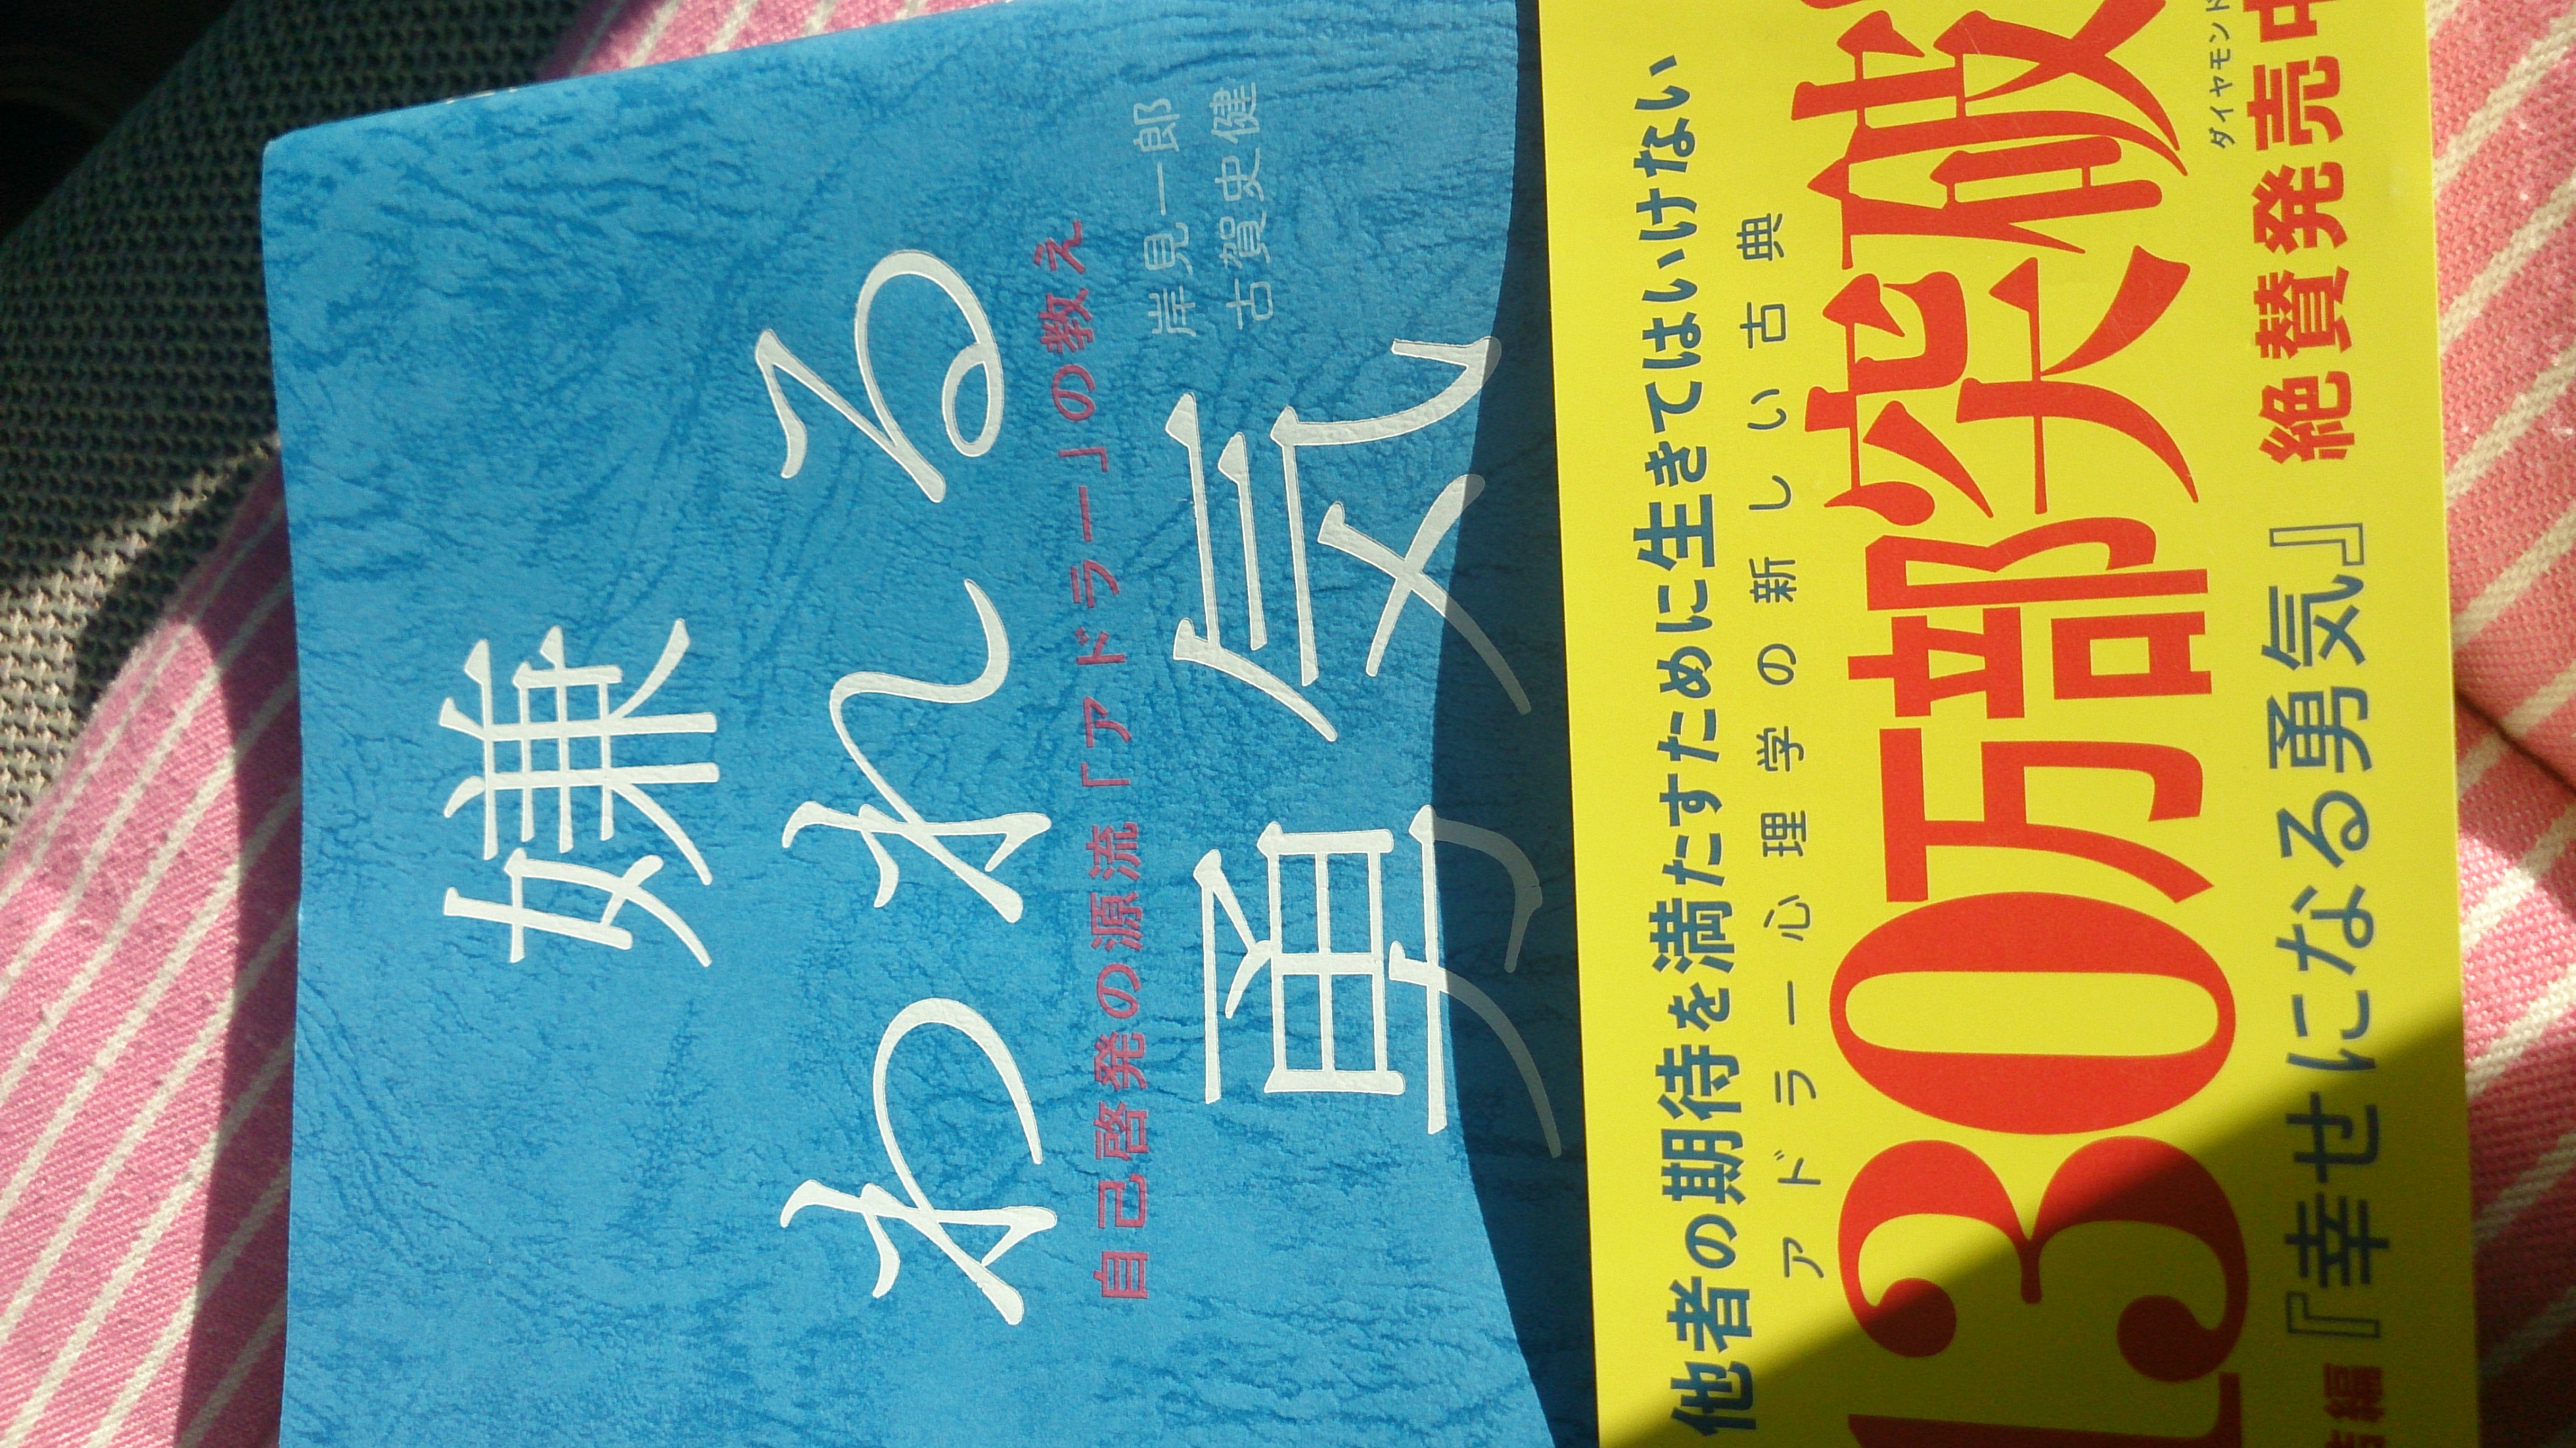 嫌
われる
自己啓発の源流「アドラー」の教え
勇気
岸見一郎
古賀史健
他者の期待を満たすために生きてはいけない
アドラー心理学の新しい古典
130万部突破
続編『幸せになる勇気』絶賛発売中
ダイヤモンド